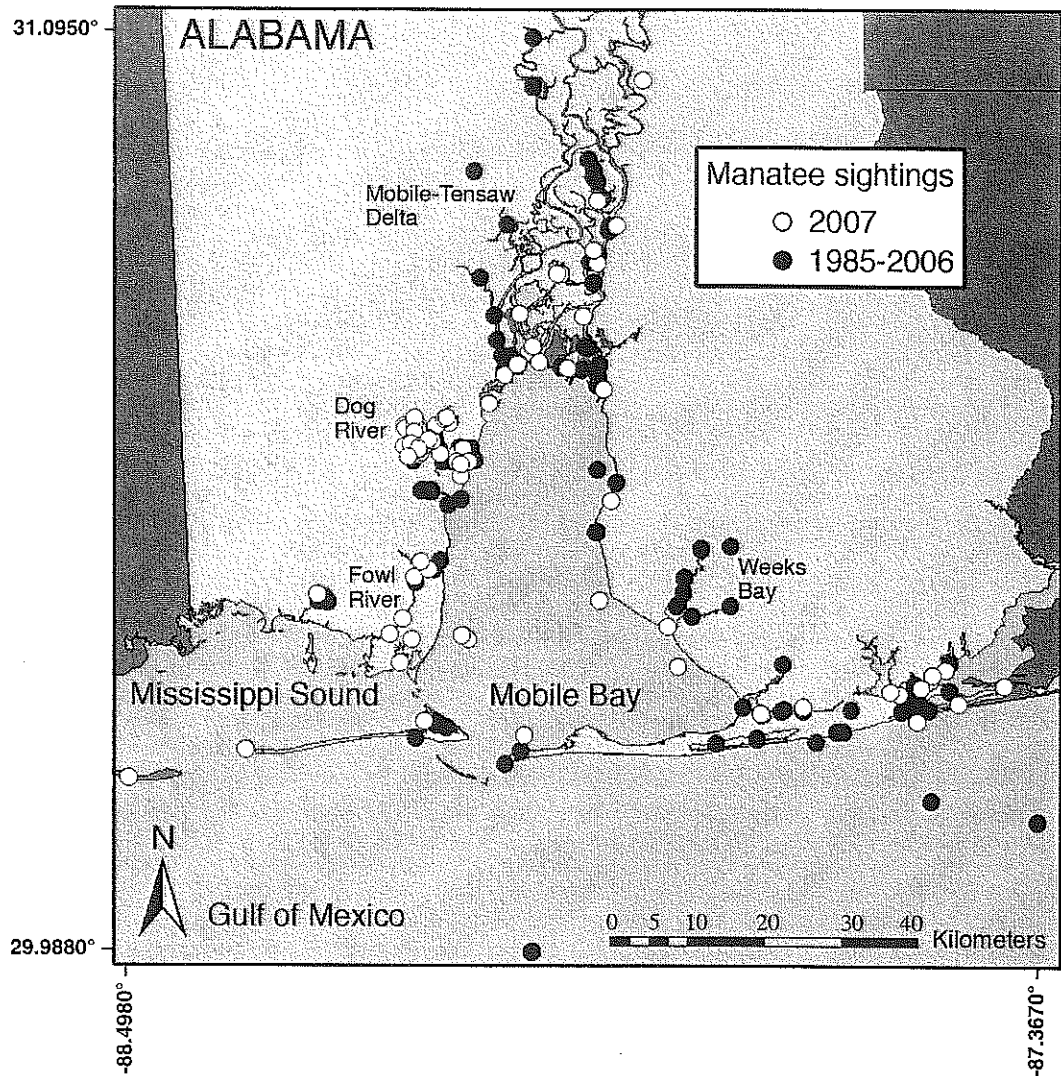 31.0950°
ALABAMA
Manatee sightings
2007
1985-2006
Mobile-Tensaw
Delta
Dog
River
Fowl
River
Weeks
Bay
Mississippi Sound
Mobile Bay
N
Gulf of Mexico
0 5 10 20 30 40
Kilometers
29.9880°
-88.4980°
-87.3670°